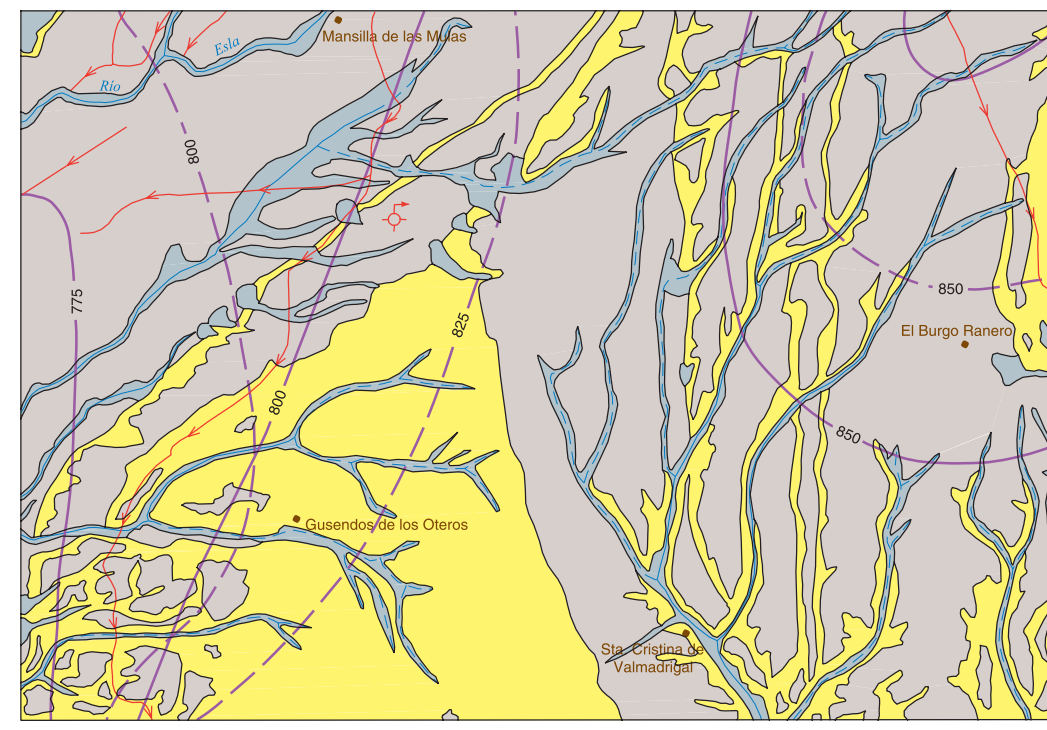 Mansilla de las Mulas
Esla
Río
800
775
825
850
El Burgo Ranero
800
850
Gusendos de los Oteros
Sta. Cristina de
Valmadrigal